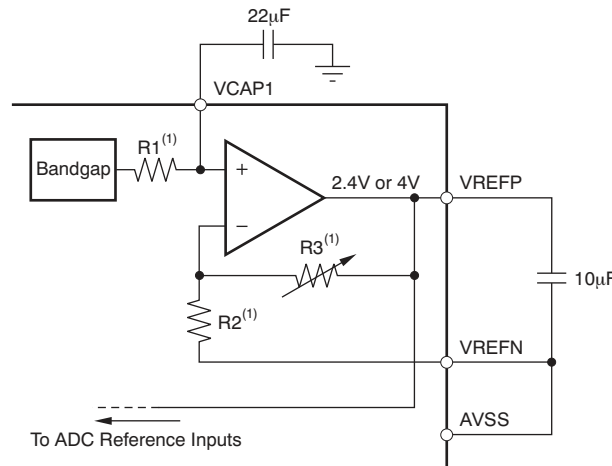 22μF
VCAP1
Bandgap
R1(1)
+
2.4V or 4V
VREFP
−
R3(1)
10μF
R2(1)
VREFN
AVSS
To ADC Reference Inputs